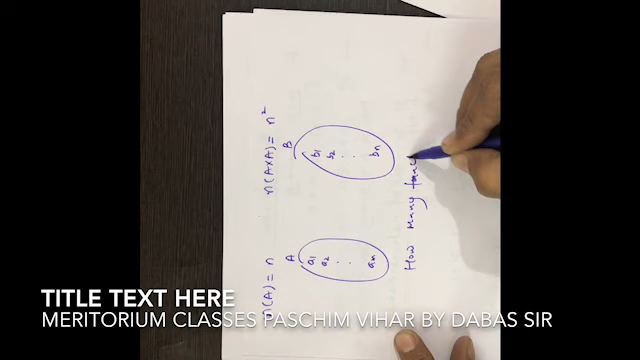 n(A) = n n(A×A) = n²
A B
a1 b1
a2 b2
. .
. .
an bn
How many func
TITLE TEXT HERE
MERITORIUM CLASSES PASCHIM VIHAR BY DABAS SIR